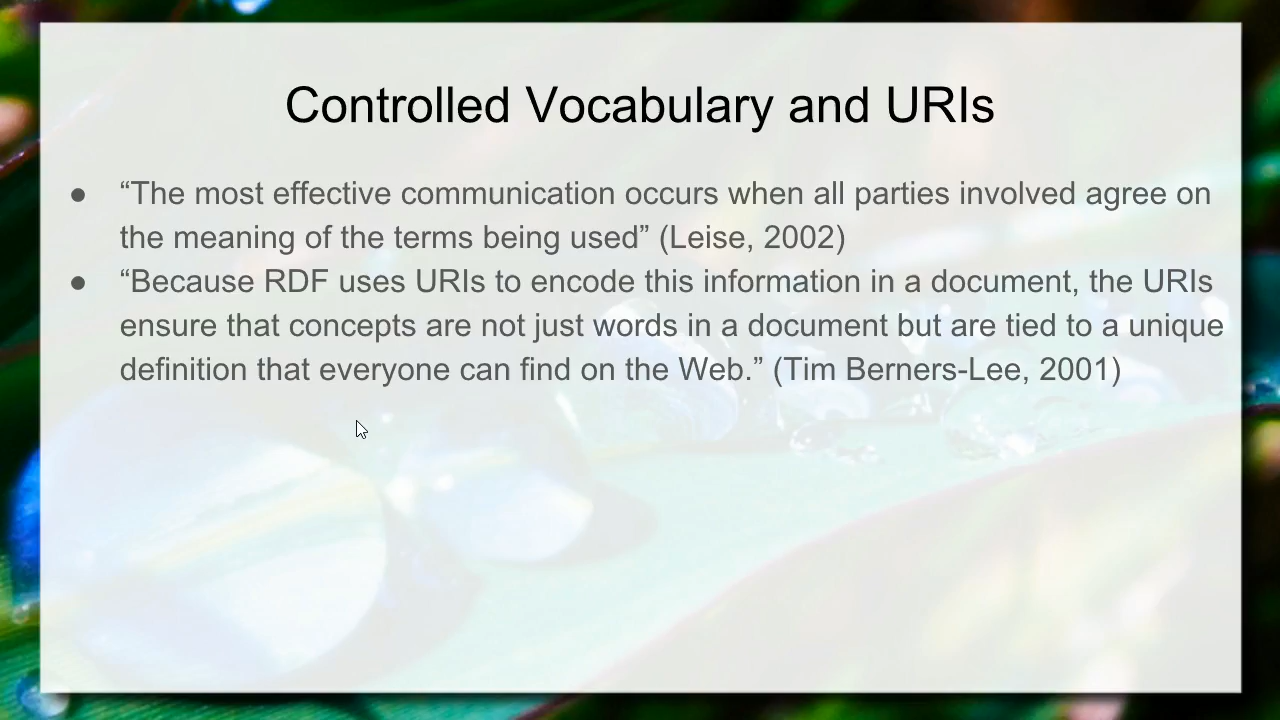 Controlled Vocabulary and URIs
● “The most effective communication occurs when all parties involved agree on
the meaning of the terms being used” (Leise, 2002)
● “Because RDF uses URIs to encode this information in a document, the URIs
ensure that concepts are not just words in a document but are tied to a unique
definition that everyone can find on the Web.” (Tim Berners-Lee, 2001)